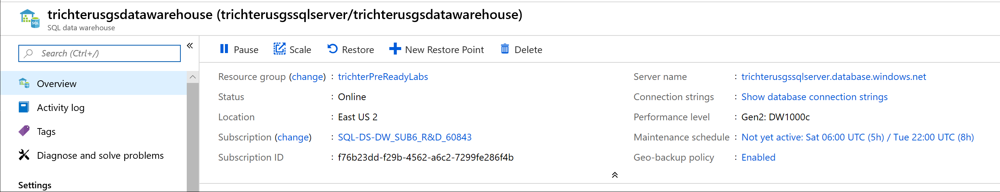 trichterusgsdatawarehouse (trichterusgssqlserver/trichterusgsdatawarehouse)
SQL data warehouse
Search (Ctrl+/)
Overview
Activity log
Tags
Diagnose and solve problems
Settings
Pause Scale Restore New Restore Point Delete
Resource group (change) : trichterPreReadyLabs
Status : Online
Location : East US 2
Subscription (change) : SQL-DS-DW_SUB6_R&D_60843
Subscription ID : f76b23dd-f29b-4562-a6c2-7299fe286f4b
Server name : trichterusgssqlserver.database.windows.net
Connection strings : Show database connection strings
Performance level : Gen2: DW1000c
Maintenance schedule : Not yet active: Sat 06:00 UTC (5h) / Tue 22:00 UTC (8h)
Geo-backup policy : Enabled